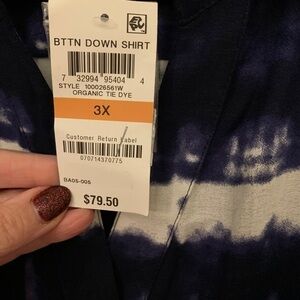 BTTN DOWN SHIRT
7 32994 95404 4
STYLE 100026561W
ORGANIC TIE DYE
3X
Customer Return Label
070714370775
BA05-005
$79.50